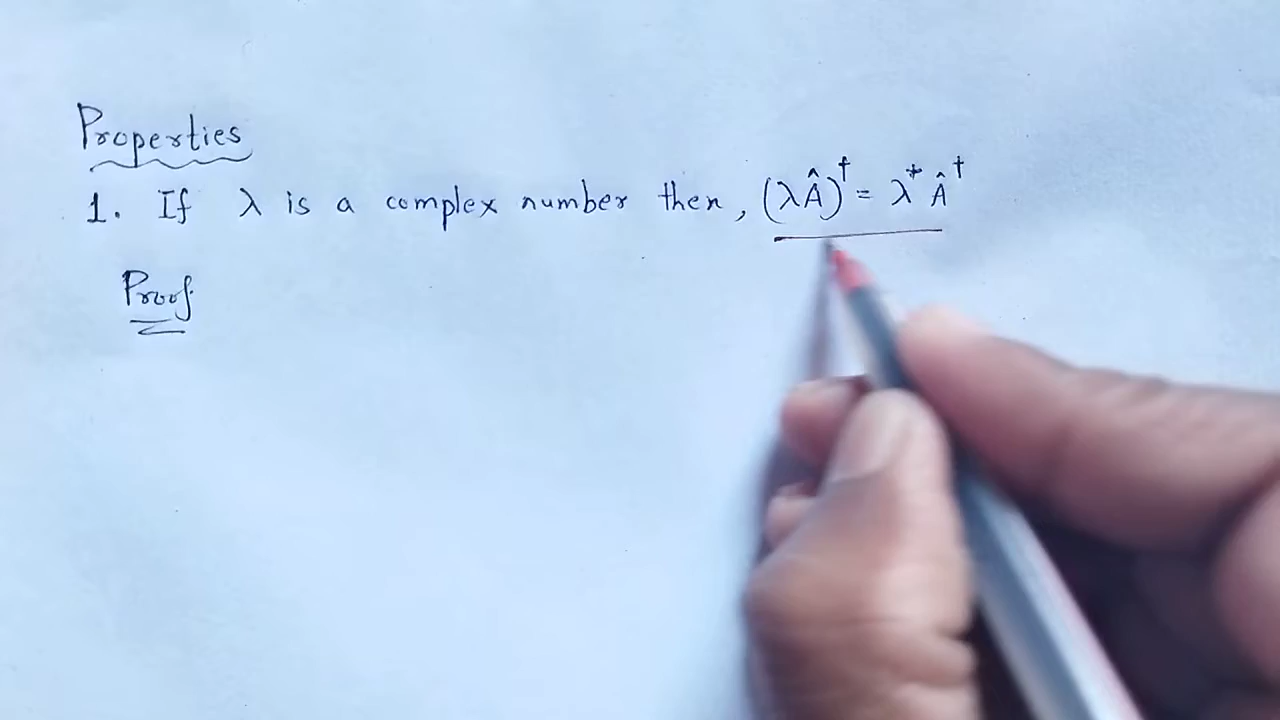 Properties
1. If λ is a complex number then, (λÂ)† = λ* Â†
Proof